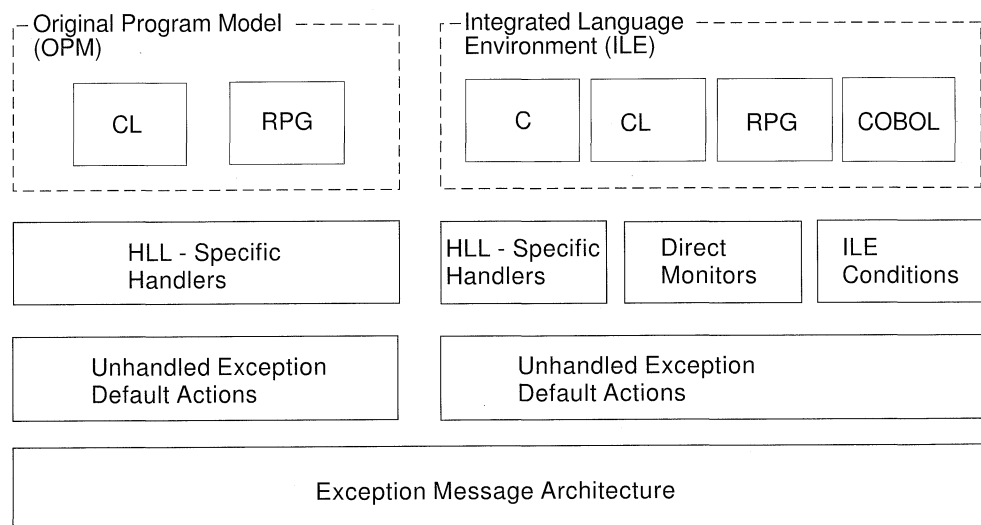 Original Program Model
(OPM)
CL
RPG
Integrated Language
Environment (ILE)
C
CL
RPG
COBOL
HLL - Specific
Handlers
HLL - Specific
Handlers
Direct
Monitors
ILE
Conditions
Unhandled Exception
Default Actions
Unhandled Exception
Default Actions
Exception Message Architecture